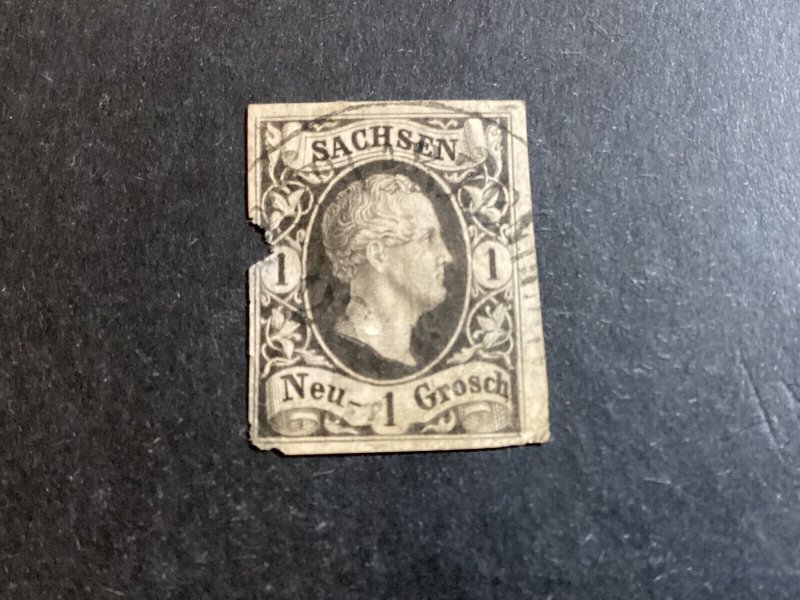 SACHSEN
1 1
Neu- 1 Grosch